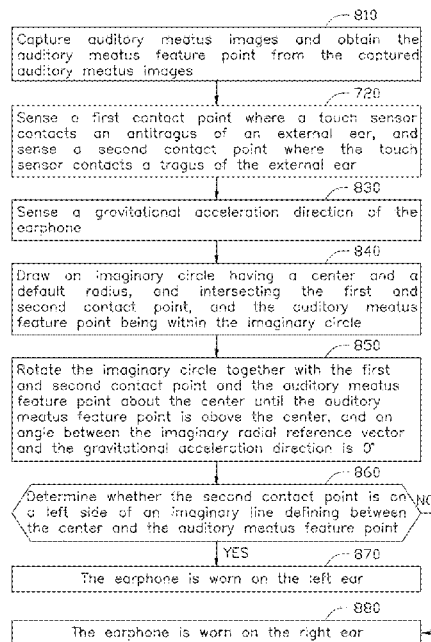 810
Capture auditory meatus images and obtain the
auditory meatus feature point from the captured
auditory meatus images
720
Sense a first contact point where a touch sensor
contacts an antitragus of an external ear, and
sense a second contact point where the touch
sensor contacts a tragus of the external ear
830
Sense a gravitational acceleration direction of the
earphone
840
Draw an imaginary circle having a center and a
default radius, and intersecting the first and
second contact point, and the auditory meatus
feature point being within the imaginary circle
850
Rotate the imaginary circle together with the first
and second contact point and the auditory meatus
feature point about the center until the auditory
meatus feature point is above the center, and an
angle between the imaginary radial reference vector
and the gravitational acceleration direction is 0°
860
Determine whether the second contact point is on
a left side of an imaginary line defining between
the center and the auditory meatus feature point
NO
YES
870
The earphone is worn on the left ear
880
The earphone is worn on the right ear